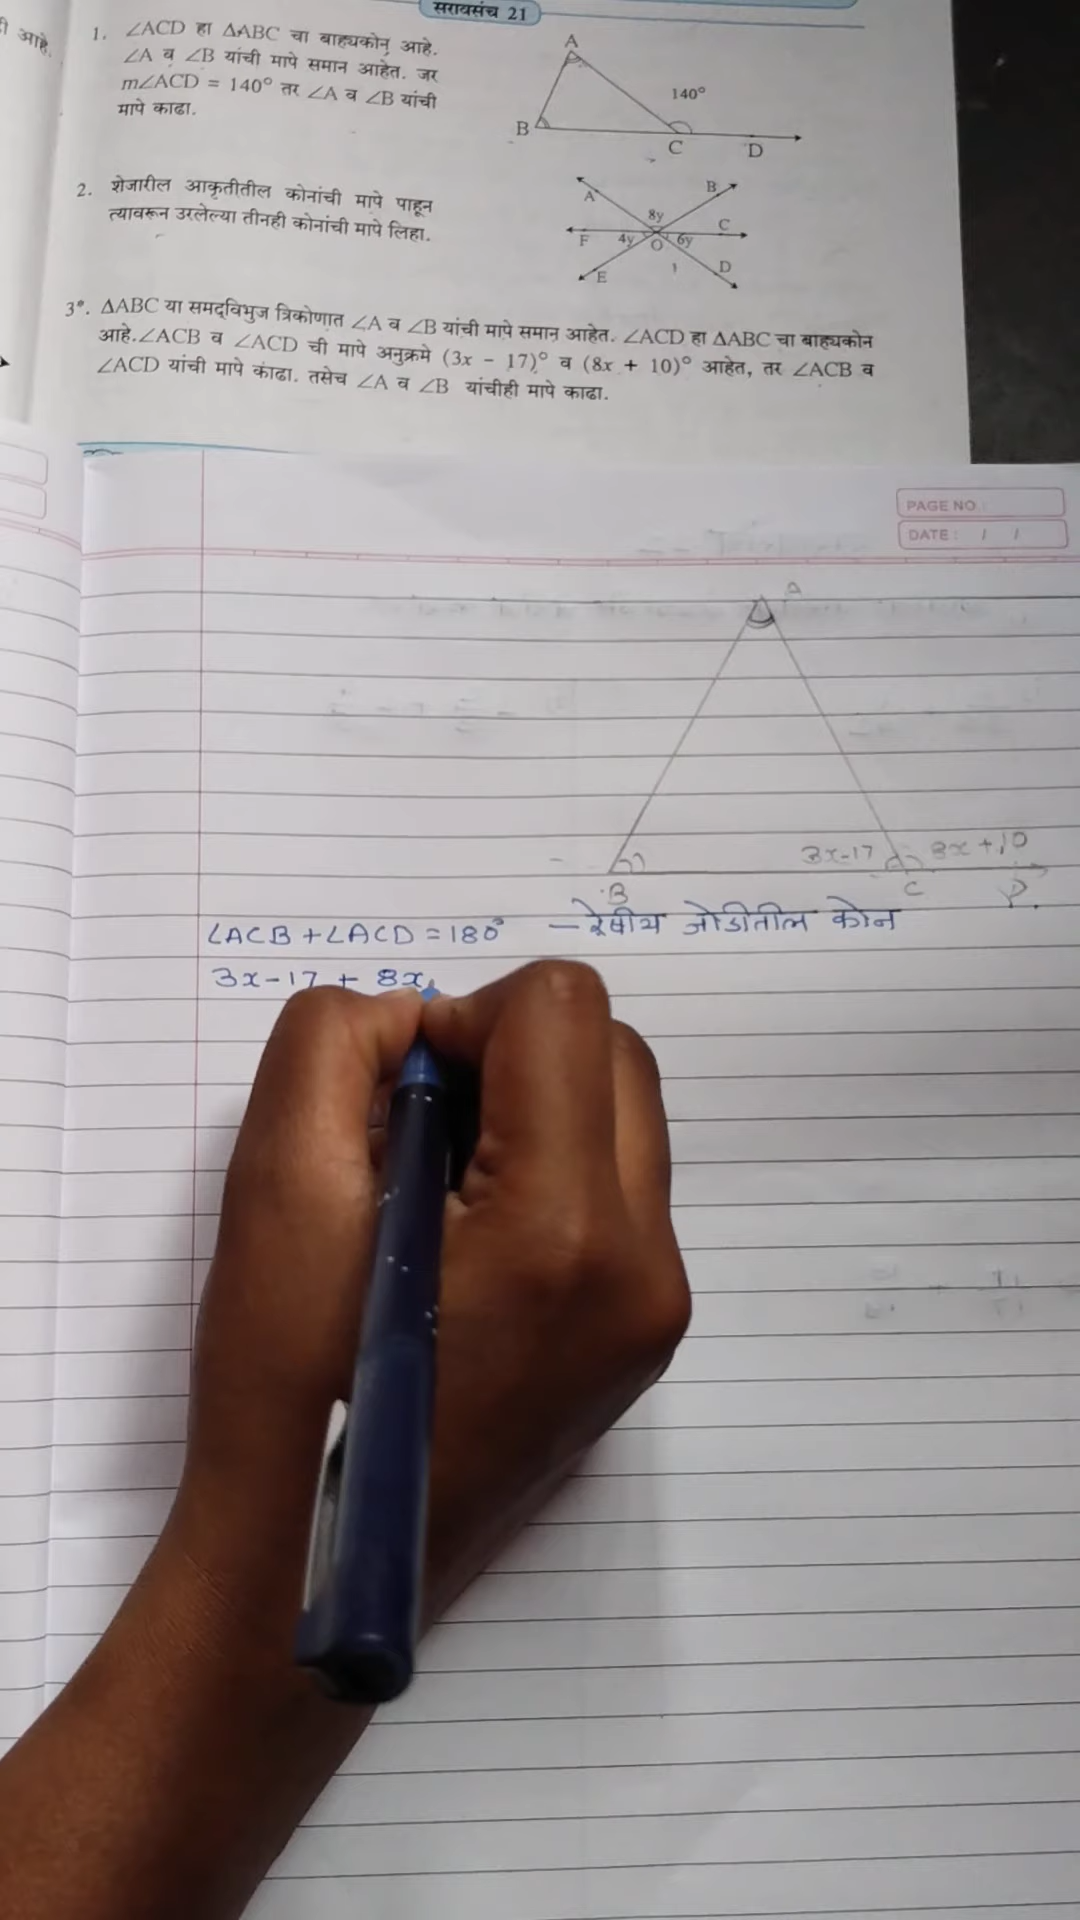 ी आहे.
सरावसंच 21
1. ∠ACD हा ΔABC चा बाह्यकोन आहे.
∠A व ∠B यांची मापे समान आहेत. जर
m∠ACD = 140° तर ∠A व ∠B यांची
मापे काढा.
A
140°
B
C
D
2. शेजारील आकृतीतील कोनांची मापे पाहून
त्यावरून उरलेल्या तीनही कोनांची मापे लिहा.
A
B
8y
C
F
4y
O
6y
E
D
3*. ΔABC या समद्‌विभुज त्रिकोणात ∠A व ∠B यांची मापे समान आहेत. ∠ACD हा ΔABC चा बाह्यकोन
आहे.∠ACB व ∠ACD ची मापे अनुक्रमे (3x - 17)° व (8x + 10)° आहेत, तर ∠ACB व
∠ACD यांची मापे काढा. तसेच ∠A व ∠B यांचीही मापे काढा.
PAGE NO.:
DATE: / /
A
3x-17
8x+10
B
C
D
∠ACB+∠ACD=180° - रेषीय जोडीतील कोन
3x-17 + 8x